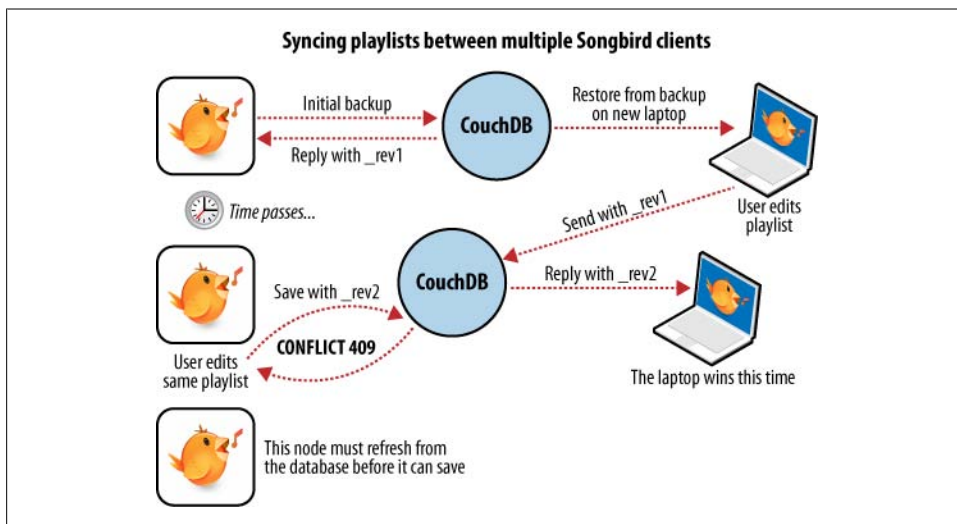 Syncing playlists between multiple Songbird clients
Initial backup
Reply with _rev1
CouchDB
Restore from backup
on new laptop
Time passes...
Send with _rev1
User edits
playlist
Save with _rev2
CouchDB
Reply with _rev2
CONFLICT 409
User edits
same playlist
The laptop wins this time
This node must refresh from
the database before it can save